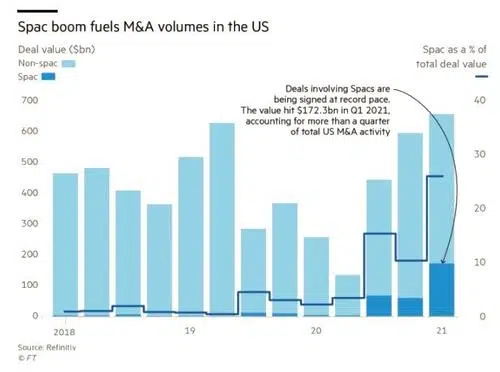 Spac boom fuels M&A volumes in the US
Deal value ($bn)
Non-spac
Spac
Spac as a % of
total deal value
Deals involving Spacs are
being signed at record pace.
The value hit $172.3bn in Q1 2021,
accounting for more than a quarter
of total US M&A activity
700
600
500
400
300
200
100
0
40
30
20
10
0
2018
19
20
21
Source: Refinitiv
© FT